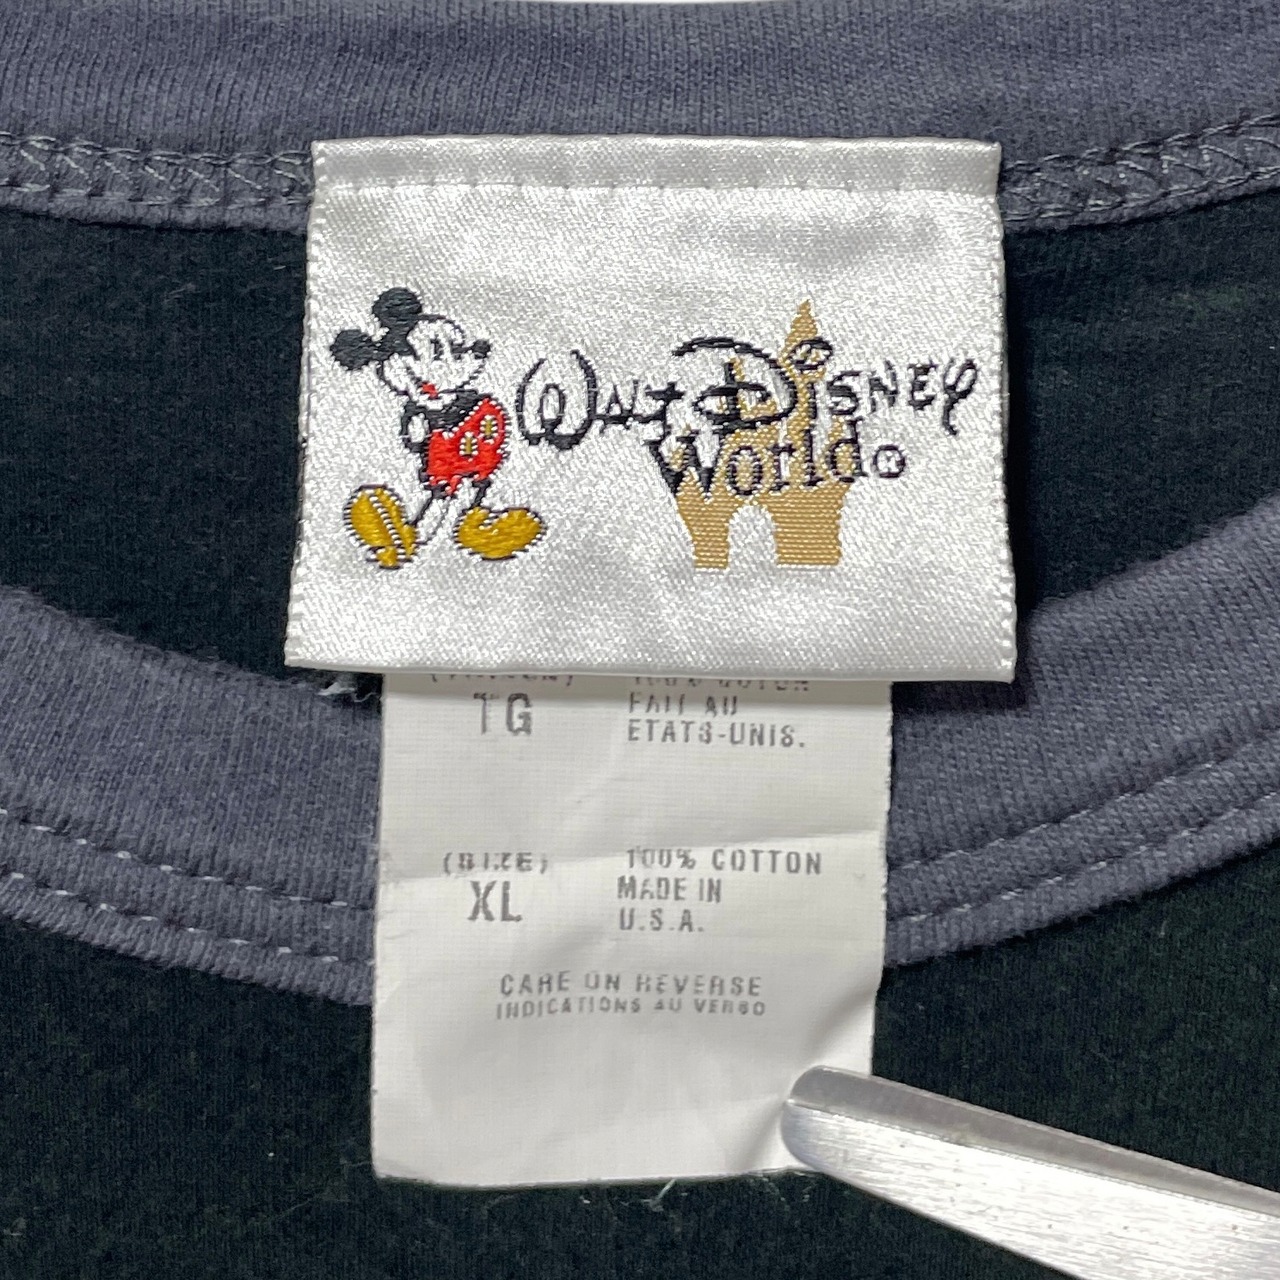 WALT DISNEY
World®
TG
FAIT AU
ETATS-UNIS.
(SIZE)
XL
100% COTTON
MADE IN
U.S.A.
CARE ON REVERSE
INDICATIONS AU VERSO